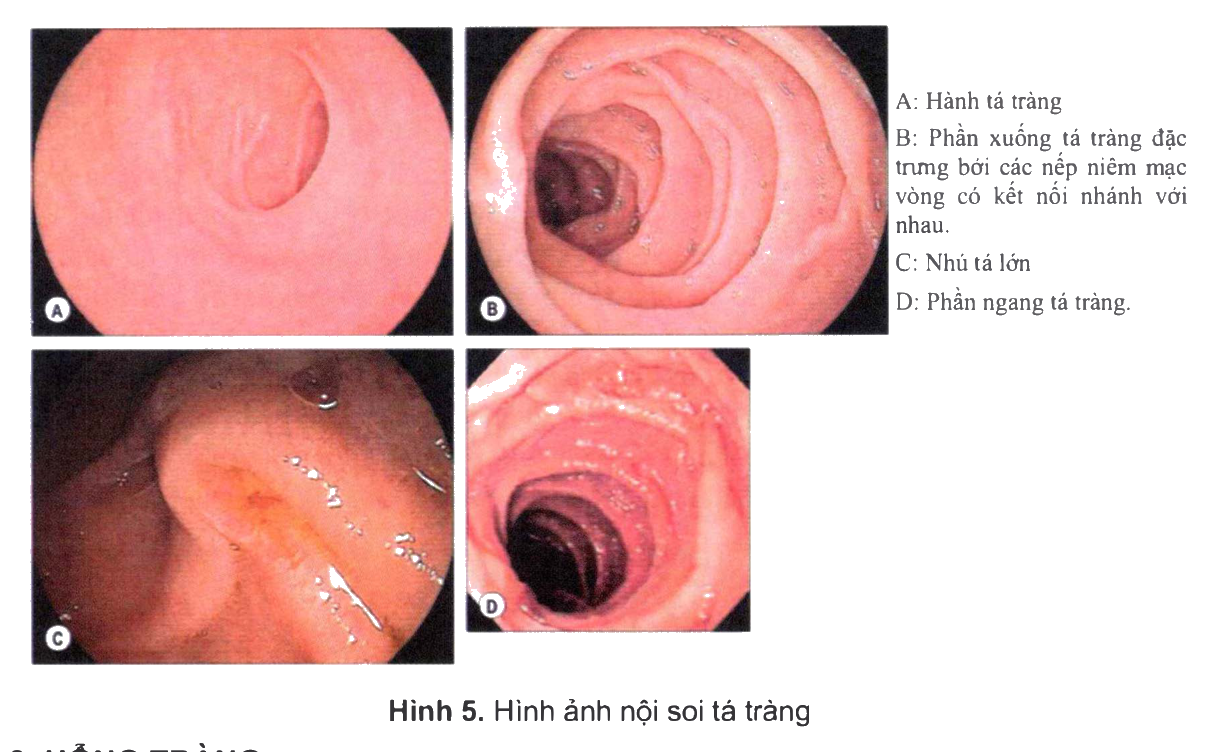 A: Hành tá tràng
B: Phần xuống tá tràng đặc
trưng bởi các nếp niêm mạc
vòng có kết nối nhánh với
nhau.
C: Nhú tá lớn
D: Phần ngang tá tràng.
A
B
C
D
Hình 5. Hình ảnh nội soi tá tràng